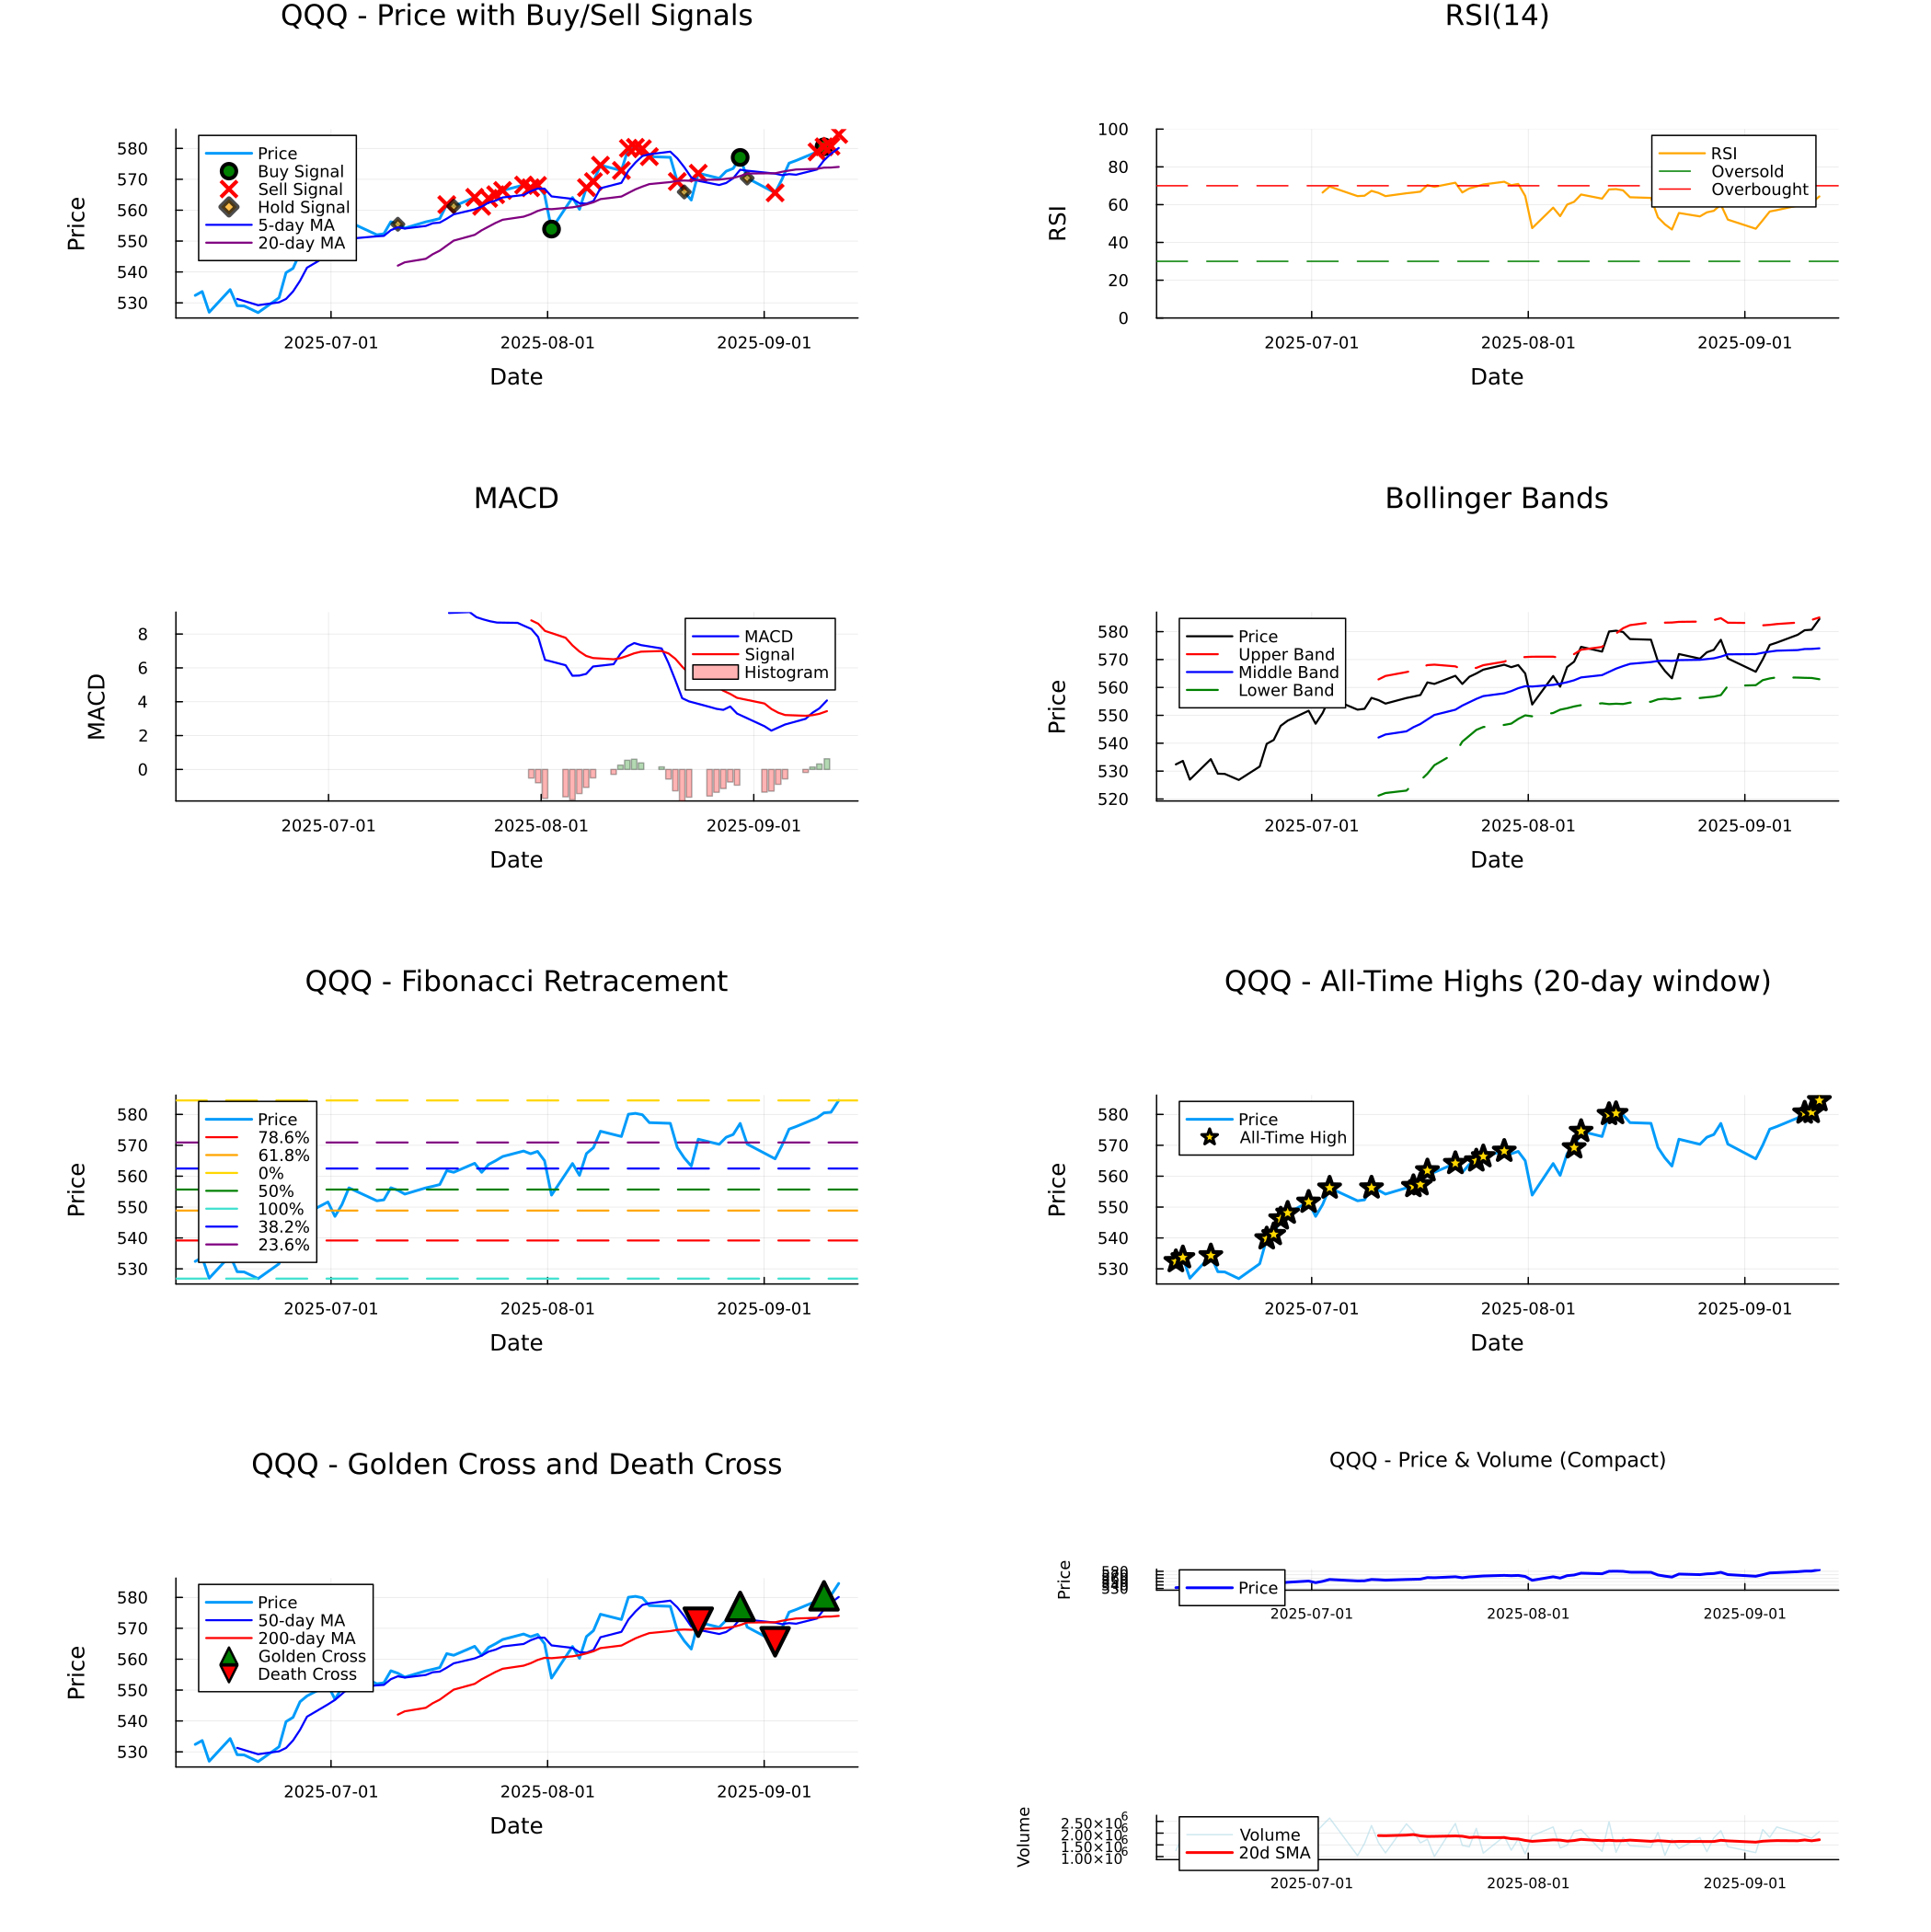 QQQ - Price with Buy/Sell Signals
Price
580
570
560
550
540
530
Price
Buy Signal
Sell Signal
Hold Signal
5-day MA
20-day MA
2025-07-01 2025-08-01 2025-09-01
Date
RSI(14)
RSI
100
80
60
40
20
0
RSI
Oversold
Overbought
2025-07-01 2025-08-01 2025-09-01
Date
MACD
MACD
8
6
4
2
0
MACD
Signal
Histogram
2025-07-01 2025-08-01 2025-09-01
Date
Bollinger Bands
Price
580
570
560
550
540
530
520
Price
Upper Band
Middle Band
Lower Band
2025-07-01 2025-08-01 2025-09-01
Date
QQQ - Fibonacci Retracement
Price
580
570
560
550
540
530
Price
78.6%
61.8%
0%
50%
100%
38.2%
23.6%
2025-07-01 2025-08-01 2025-09-01
Date
QQQ - All-Time Highs (20-day window)
Price
580
570
560
550
540
530
Price
All-Time High
2025-07-01 2025-08-01 2025-09-01
Date
QQQ - Golden Cross and Death Cross
Price
580
570
560
550
540
530
Price
50-day MA
200-day MA
Golden Cross
Death Cross
2025-07-01 2025-08-01 2025-09-01
Date
QQQ - Price & Volume (Compact)
Price
Price
2025-07-01 2025-08-01 2025-09-01
Volume
2.50×10⁶
2.00×10⁶
1.50×10⁶
1.00×10⁶
Volume
20d SMA
2025-07-01 2025-08-01 2025-09-01